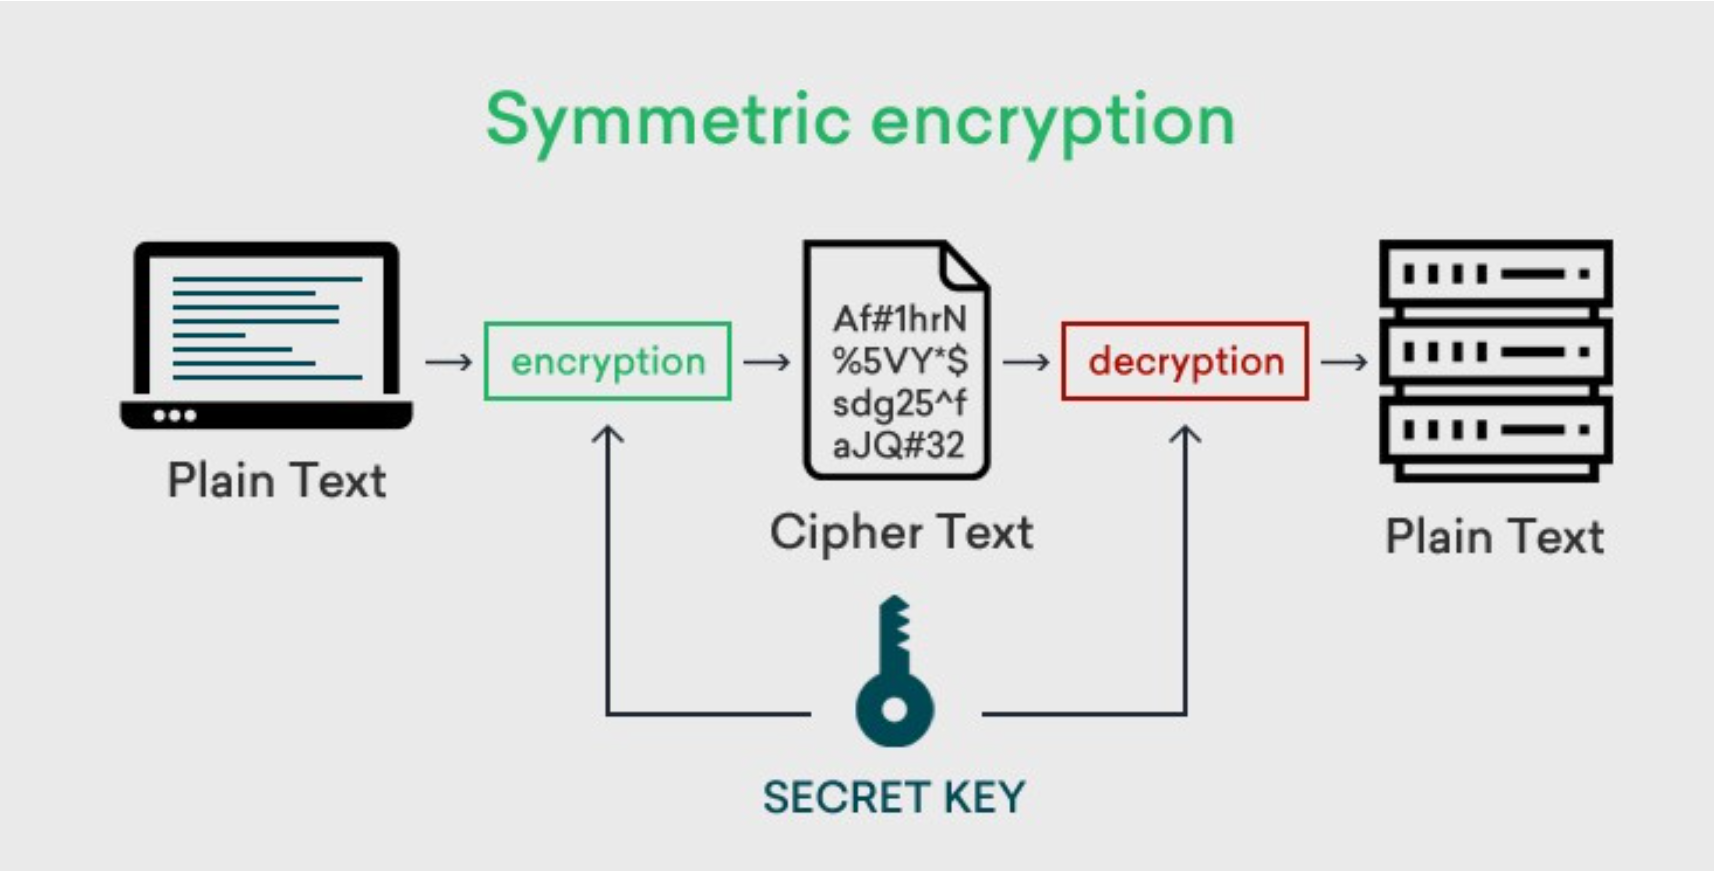 Symmetric encryption
encryption
Af#1hrN
%5VY*$
sdg25^f
aJQ#32
decryption
Plain Text
Cipher Text
Plain Text
SECRET KEY